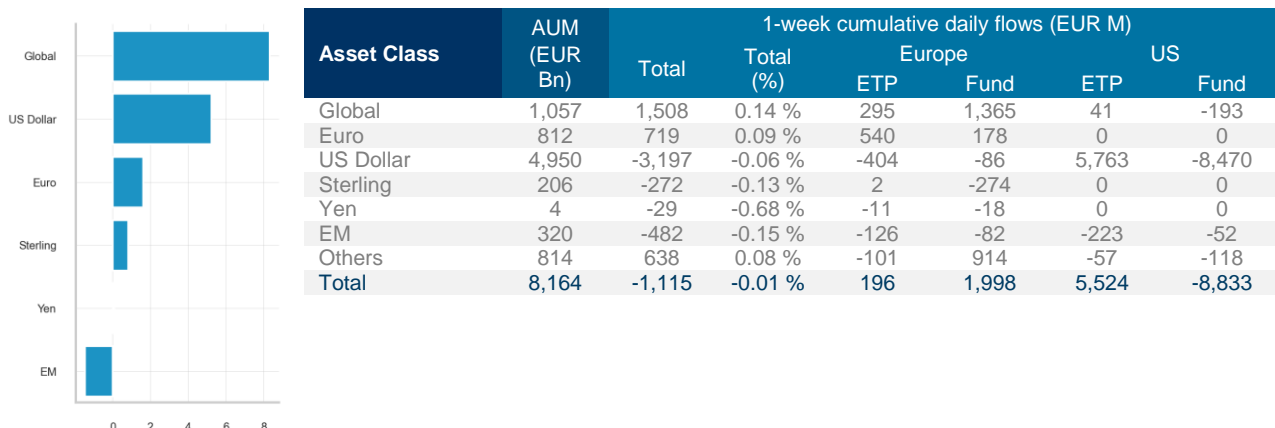 Global
US Dollar
Euro
Sterling
Yen
EM
0 2 4 6 8
Asset Class AUM (EUR Bn) 1-week cumulative daily flows (EUR M)
Total Total (%) Europe US
ETP Fund ETP Fund
Global 1,057 1,508 0.14 % 295 1,365 41 -193
Euro 812 719 0.09 % 540 178 0 0
US Dollar 4,950 -3,197 -0.06 % -404 -86 5,763 -8,470
Sterling 206 -272 -0.13 % 2 -274 0 0
Yen 4 -29 -0.68 % -11 -18 0 0
EM 320 -482 -0.15 % -126 -82 -223 -52
Others 814 638 0.08 % -101 914 -57 -118
Total 8,164 -1,115 -0.01 % 196 1,998 5,524 -8,833